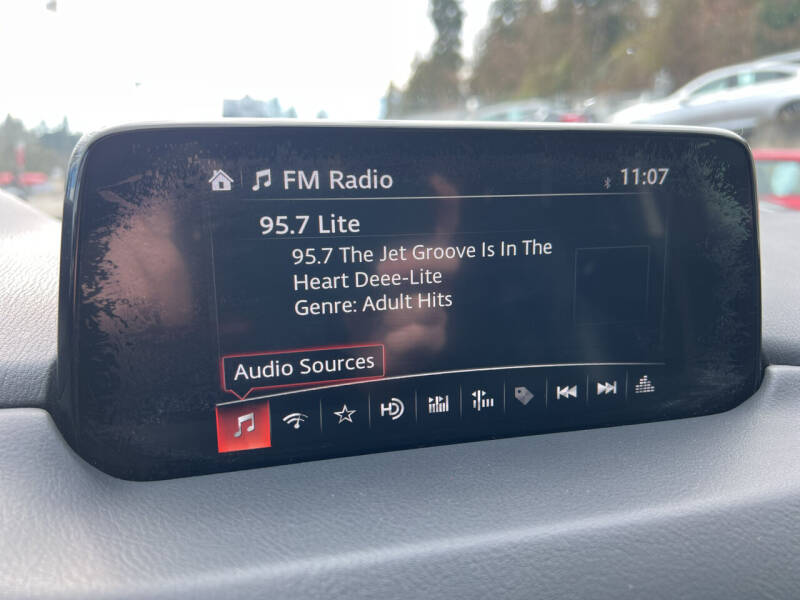 FM Radio 11:07
95.7 Lite
95.7 The Jet Groove Is In The
Heart Deee-Lite
Genre: Adult Hits
Audio Sources
HD